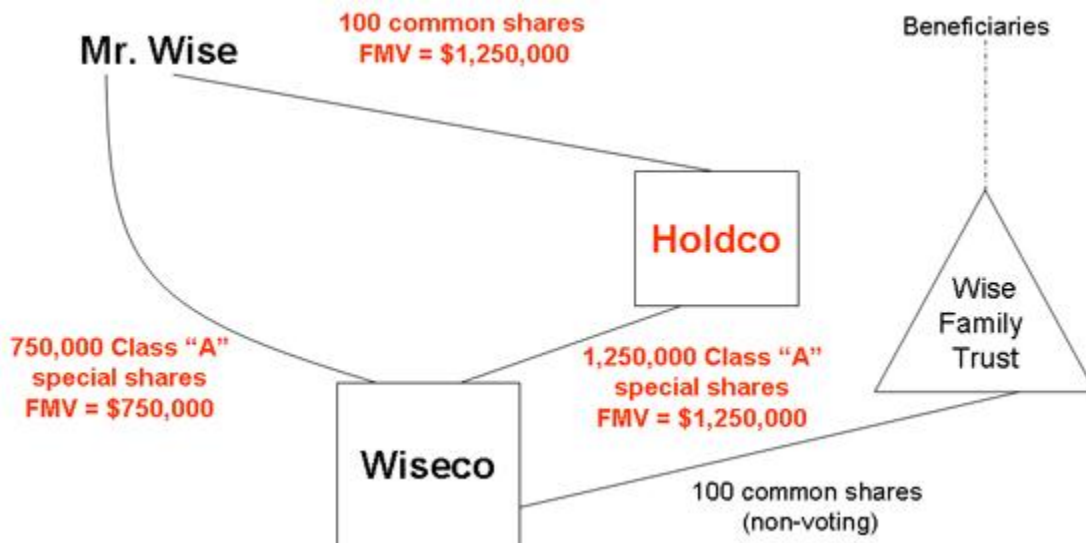 100 common shares
FMV = $1,250,000
Beneficiaries
Mr. Wise
Holdco
Wise
Family
Trust
750,000 Class “A”
special shares
FMV = $750,000
1,250,000 Class “A”
special shares
FMV = $1,250,000
Wiseco
100 common shares
(non-voting)